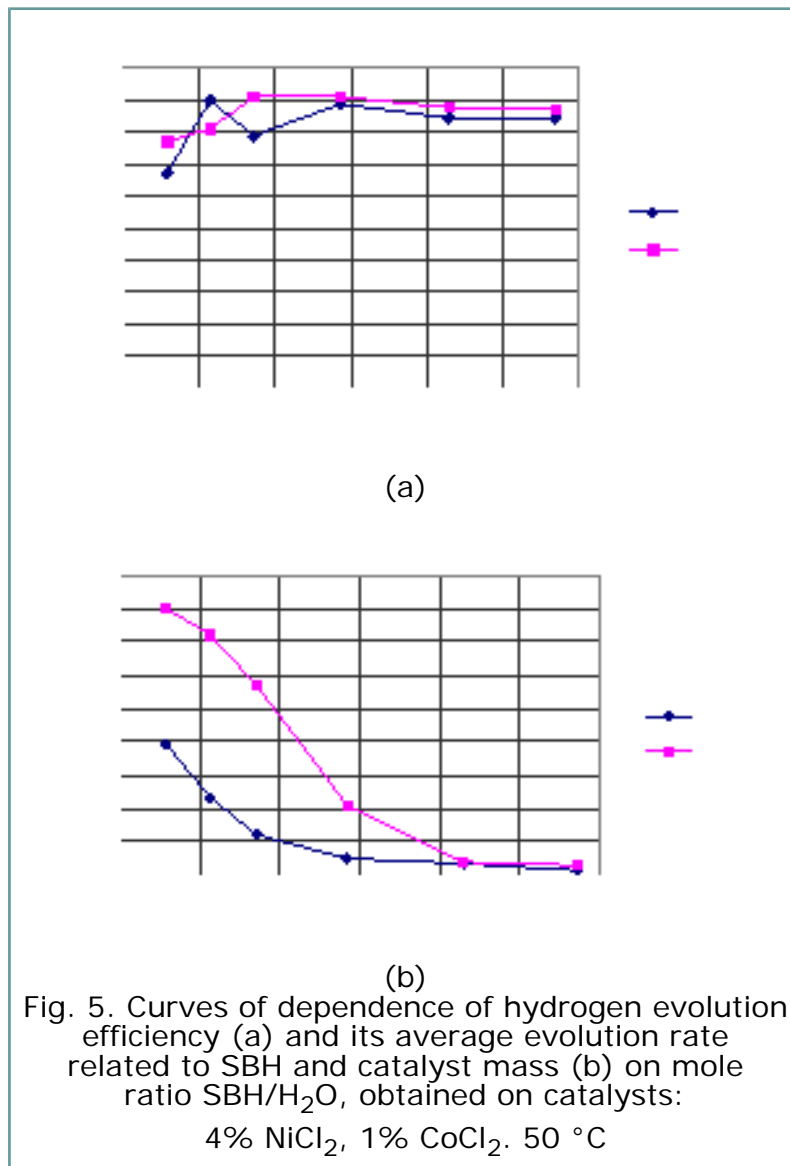 (a)
(b)
Fig. 5. Curves of dependence of hydrogen evolution
efficiency (a) and its average evolution rate
related to SBH and catalyst mass (b) on mole
ratio SBH/H₂O, obtained on catalysts:
4% NiCl₂, 1% CoCl₂. 50 °C